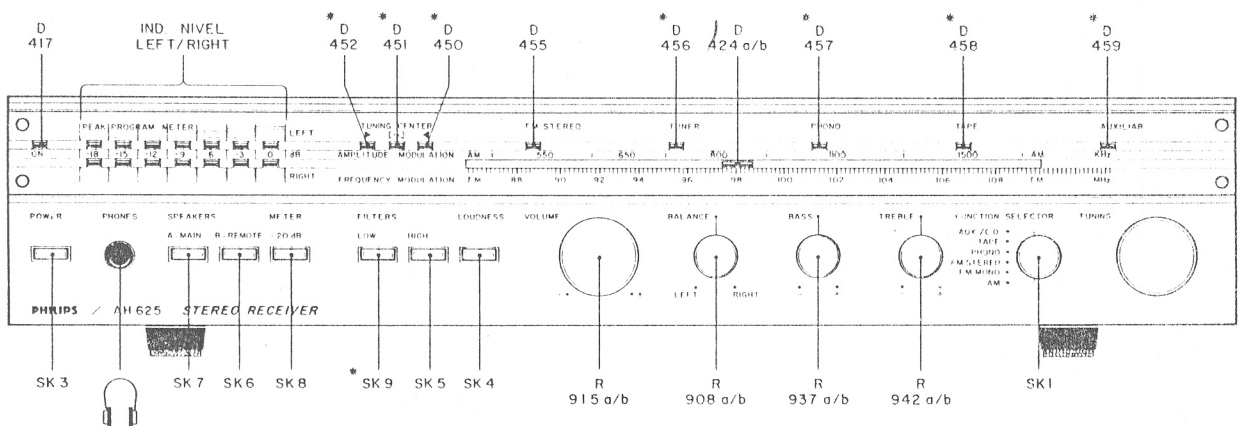 D IND. NIVEL * D * D * D D * D D * D * D * D
417 LEFT/RIGHT 452 451 450 455 456 424 a/b 457 458 459
PEAK PROGRAM METER LEFT TUNING CENTER FM STEREO TUNER PHONO TAPE AUXILIAR
ON -18 -15 -12 -9 -6 -3 0 dB AMPLITUDE MODULATION AM 550 650 800 1100 1500 AM KHz
RIGHT FREQUENCY MODULATION FM 88 90 92 94 96 98 100 102 104 106 108 FM MHz
POWER PHONES SPEAKERS METER FILTERS LOUDNESS VOLUME BALANCE BASS TREBLE FUNCTION SELECTOR TUNING
A-MAIN B-REMOTE -20 dB LOW HIGH
AUX./CD
TAPE
PHONO
FM STEREO
FM MONO
AM
- + LEFT RIGHT - + - +
PHILIPS / AH 625 STEREO RECEIVER
SK 3 SK 7 SK 6 SK 8 * SK 9 SK 5 SK 4 R R R R SK 1
915 a/b 908 a/b 937 a/b 942 a/b